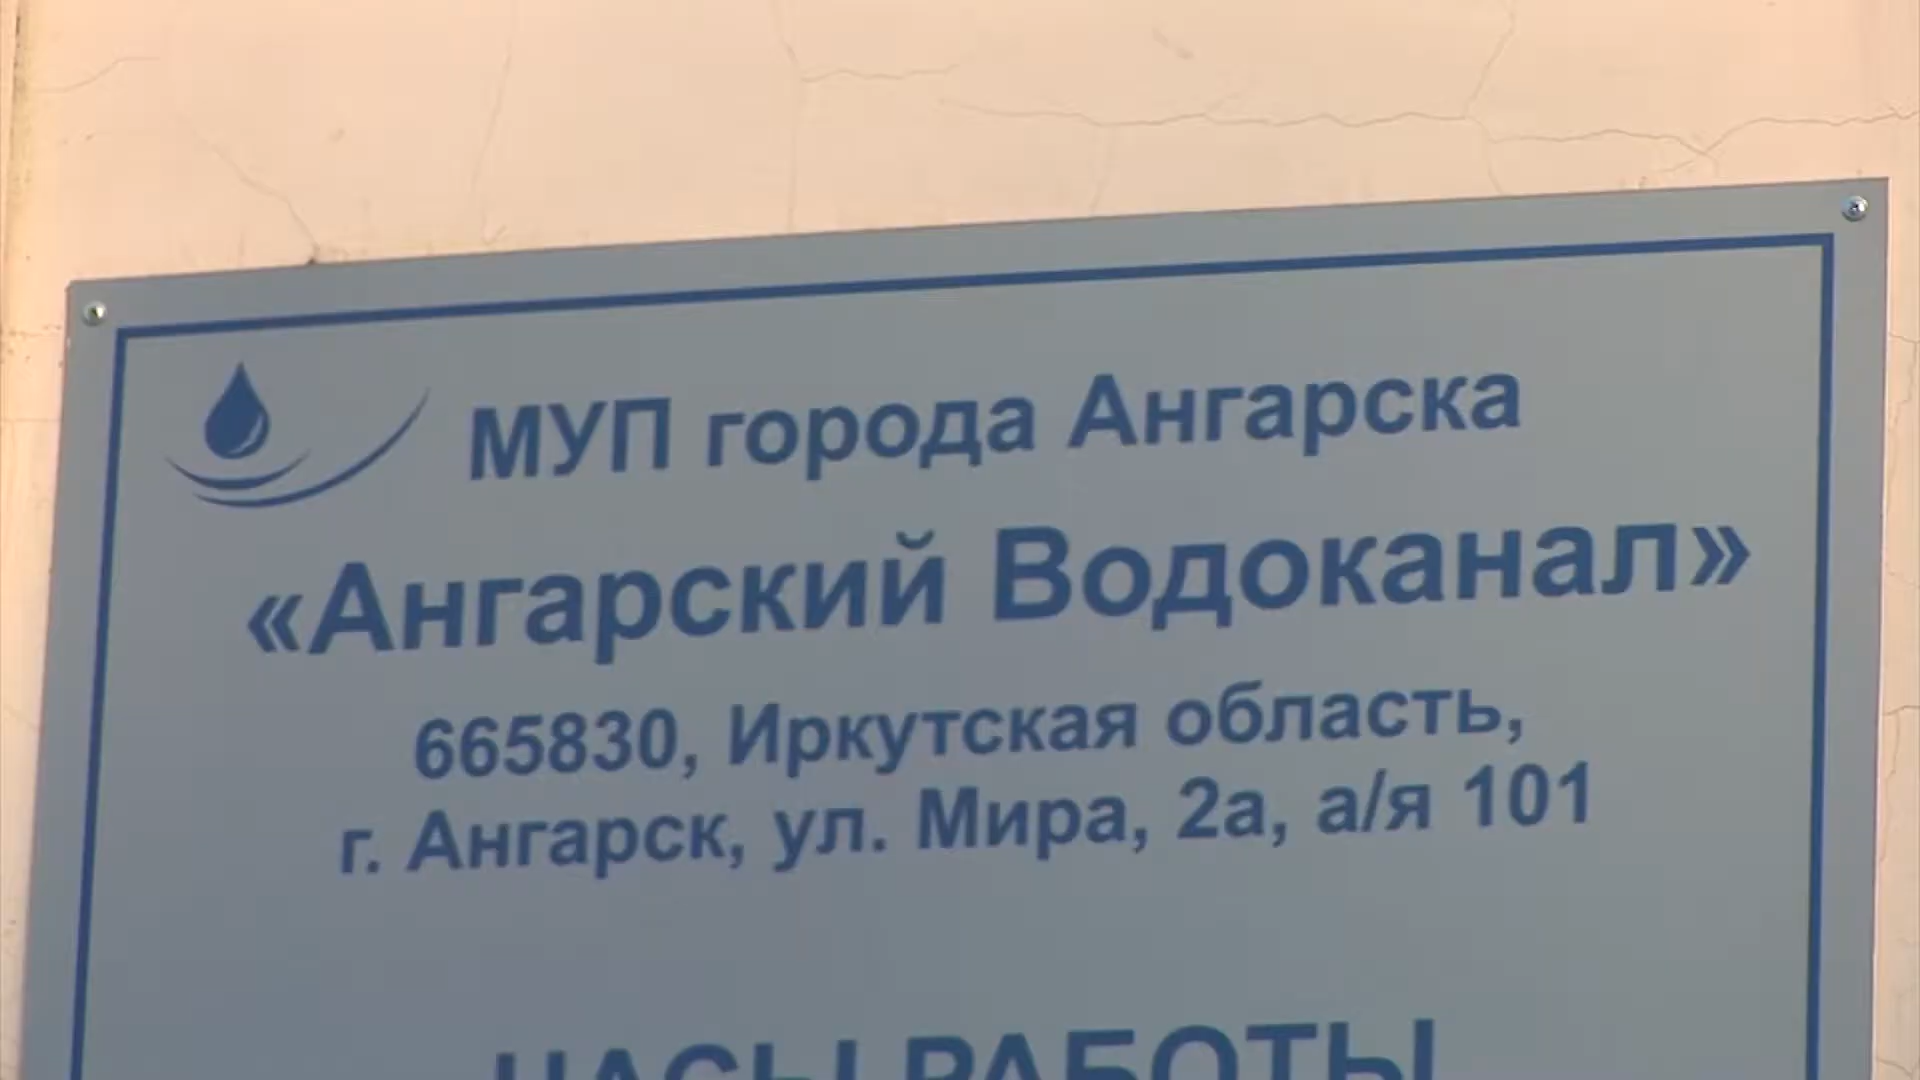 МУП города Ангарска
«Ангарский Водоканал»
665830, Иркутская область,
г. Ангарск, ул. Мира, 2а, а/я 101
ЧАСЫ РАБОТЫ